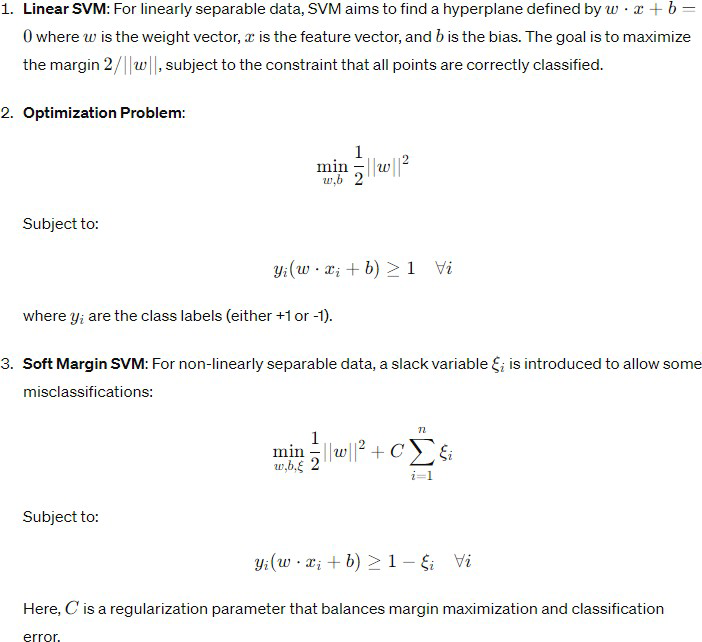 1. Linear SVM: For linearly separable data, SVM aims to find a hyperplane defined by w · x + b =
0 where w is the weight vector, x is the feature vector, and b is the bias. The goal is to maximize
the margin 2/||w||, subject to the constraint that all points are correctly classified.
2. Optimization Problem:
min_{w,b} 1/2 ||w||²
Subject to:
y_i(w · x_i + b) ≥ 1 ∀i
where y_i are the class labels (either +1 or -1).
3. Soft Margin SVM: For non-linearly separable data, a slack variable ξ_i is introduced to allow some
misclassifications:
min_{w,b,ξ} 1/2 ||w||² + C ∑_{i=1}^{n} ξ_i
Subject to:
y_i(w · x_i + b) ≥ 1 − ξ_i ∀i
Here, C is a regularization parameter that balances margin maximization and classification
error.